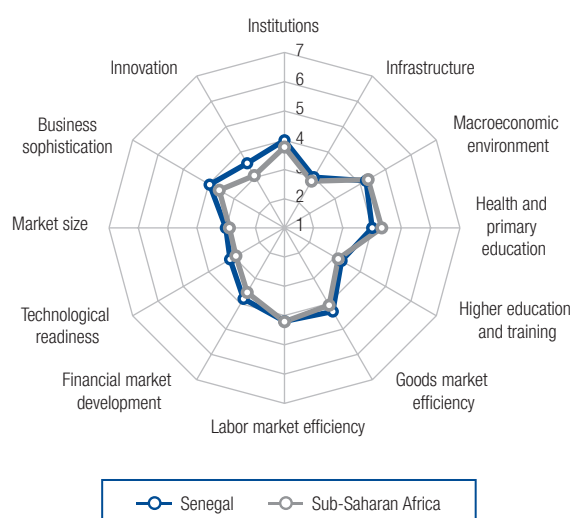 Institutions
7
6
5
4
3
2
1
Infrastructure
Macroeconomic
environment
Health and
primary
education
Higher education
and training
Goods market
efficiency
Labor market efficiency
Financial market
development
Technological
readiness
Market size
Business
sophistication
Innovation
Senegal
Sub-Saharan Africa